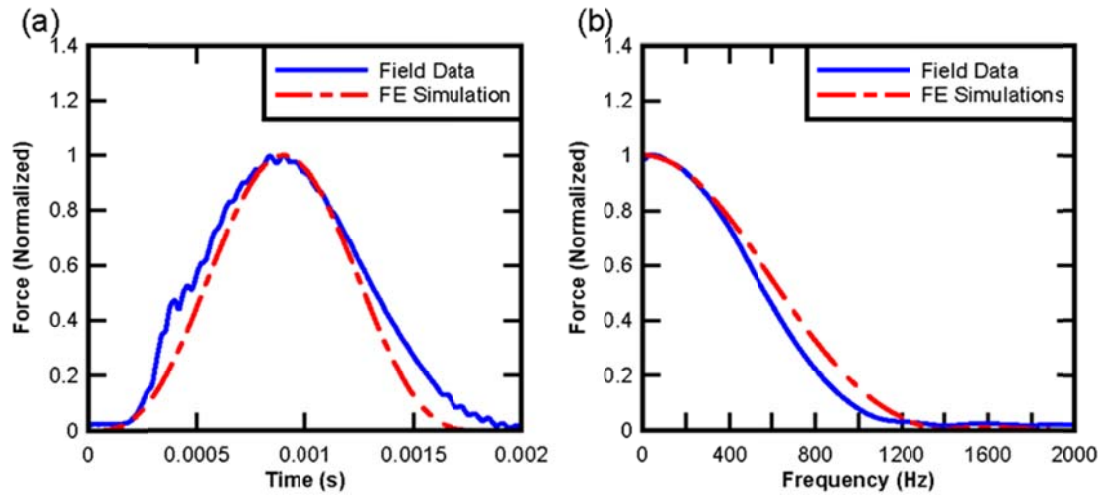 (a)
1.4
1.2
1
0.8
0.6
0.4
0.2
0
Force (Normalized)
Field Data
FE Simulation
0
0.0005
0.001
0.0015
0.002
Time (s)
(b)
1.4
1.2
1
0.8
0.6
0.4
0.2
0
Force (Normalized)
Field Data
FE Simulations
0
400
800
1200
1600
2000
Frequency (Hz)